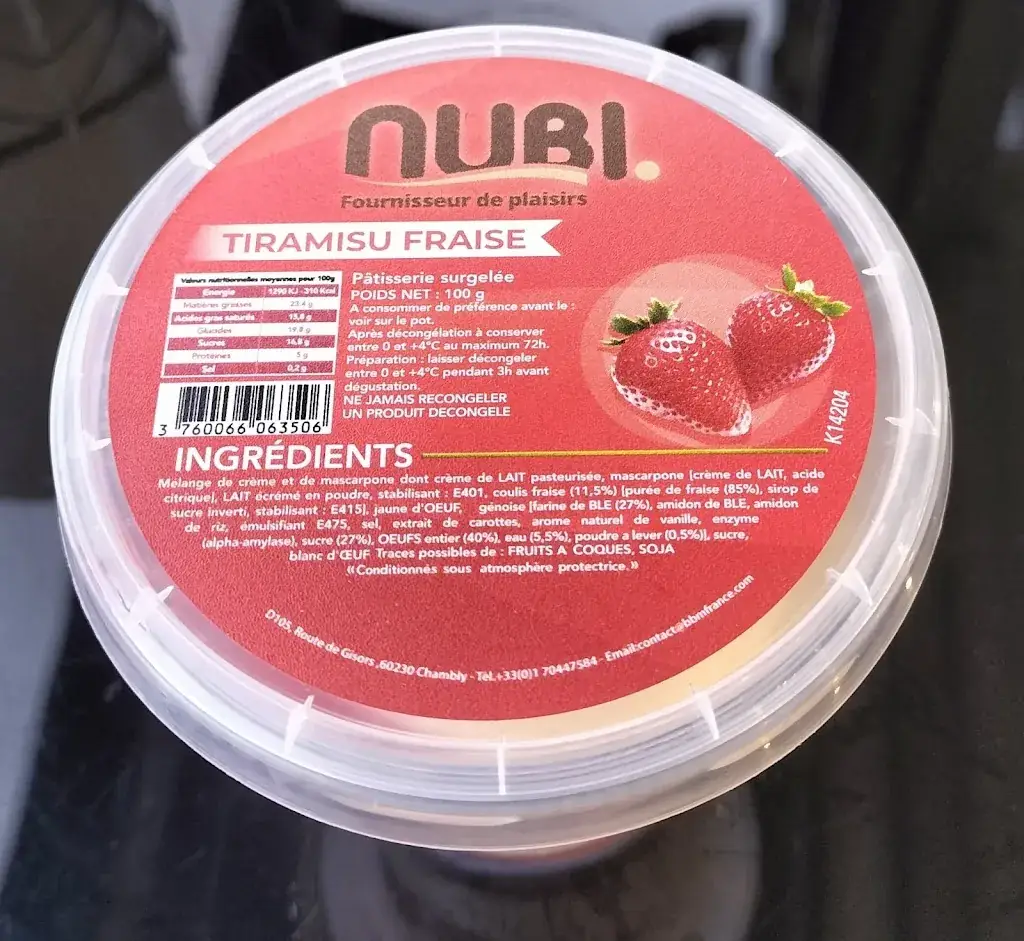 NUBI.
Fournisseur de plaisirs
TIRAMISU FRAISE
Valeurs nutritionnelles moyennes pour 100g
Energie 1290 KJ - 310 Kcal
Matières grasses 23,4 g
Acides gras saturés 15,8 g
Glucides 19,8 g
Sucres 16,8 g
Protéines 5 g
Sel 0,2 g
3 760066 063506
Pâtisserie surgelée
POIDS NET : 100 g
A consommer de préférence avant le :
voir sur le pot.
Après décongélation à conserver
entre 0 et +4°C au maximum 72h.
Préparation : laisser décongeler
entre 0 et +4°C pendant 3h avant
dégustation.
NE JAMAIS RECONGELER
UN PRODUIT DECONGELE
K14204
INGRÉDIENTS
Melange de crème et de mascarpone dont crème de LAIT pasteurisée, mascarpone [crème de LAIT, acide
citrique], LAIT écrémé en poudre, stabilisant : E401, coulis fraise (11,5%) [purée de fraise (85%), sirop de
sucre inverti, stabilisant : E415], jaune d'OEUF, génoise [farine de BLE (27%), amidon de BLE, amidon
de riz, émulsifiant E475, sel, extrait de carottes, arome naturel de vanille, enzyme
(alpha-amylase), sucre (27%), OEUFS entier (40%), eau (5,5%), poudre a lever (0,5%)], sucre,
blanc d'ŒUF Traces possibles de : FRUITS A COQUES, SOJA
«Conditionnés sous atmosphère protectrice.»
D105, Route de Gisors ,60230 Chambly - Tel.+33(0)1 70447584 - Email:contact@bbmfrance.com